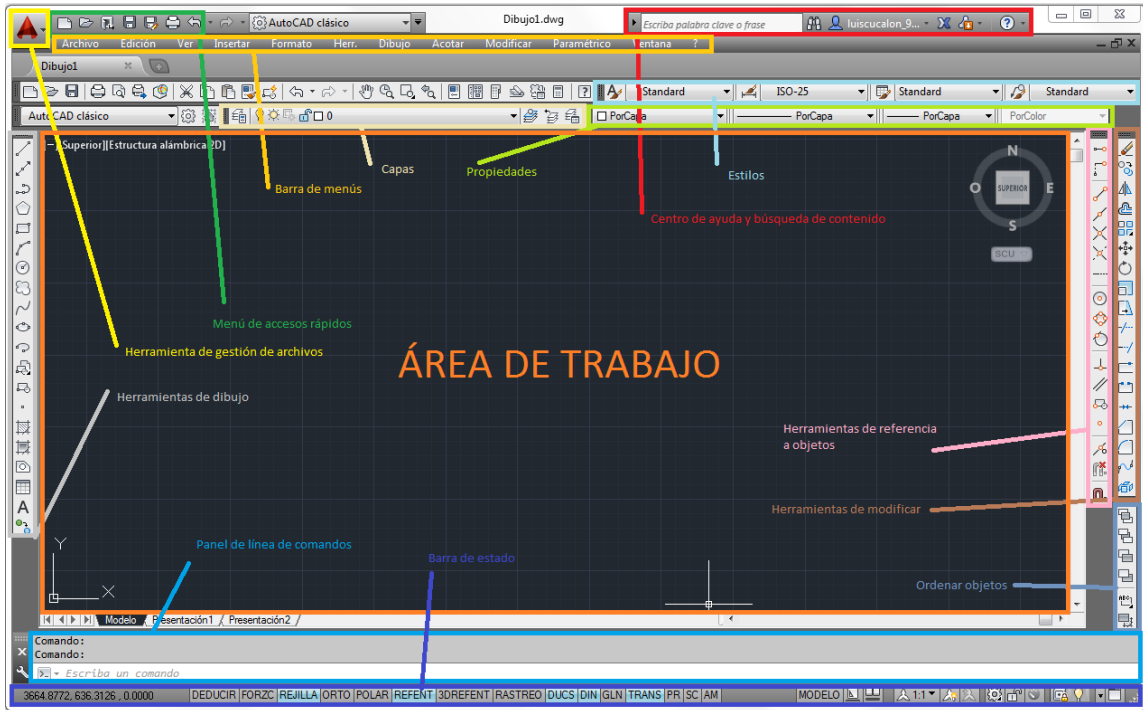 AutoCAD clásico
Dibujo1.dwg
Escriba palabra clave o frase
luiscucalon_9...
Archivo Edición Ver Insertar Formato Herr. Dibujo Acotar Modificar Paramétrico Ventana ?
Dibujo1
Standard ISO-25 Standard Standard
AutoCAD clásico
0
PorCapa PorCapa PorCapa PorColor
[−][Superior][Estructura alámbrica 2D]
Capas
Propiedades
Estilos
Barra de menús
Centro de ayuda y búsqueda de contenido
N
O SUPERIOR E
S
SCU
Menú de accesos rápidos
Herramienta de gestión de archivos
ÁREA DE TRABAJO
Herramientas de dibujo
Herramientas de referencia
a objetos
Herramientas de modificar
A
Panel de línea de comandos
Barra de estado
Ordenar objetos
Y
X
ABC
Modelo Presentación1 Presentación2
Comando:
Comando:
Escriba un comando
3664.8772, 636.3126 , 0.0000 DEDUCIR FORZC REJILLA ORTO POLAR REFENT 3DREFENT RASTREO DUCS DIN GLN TRANS PR SC AM MODELO 1:1